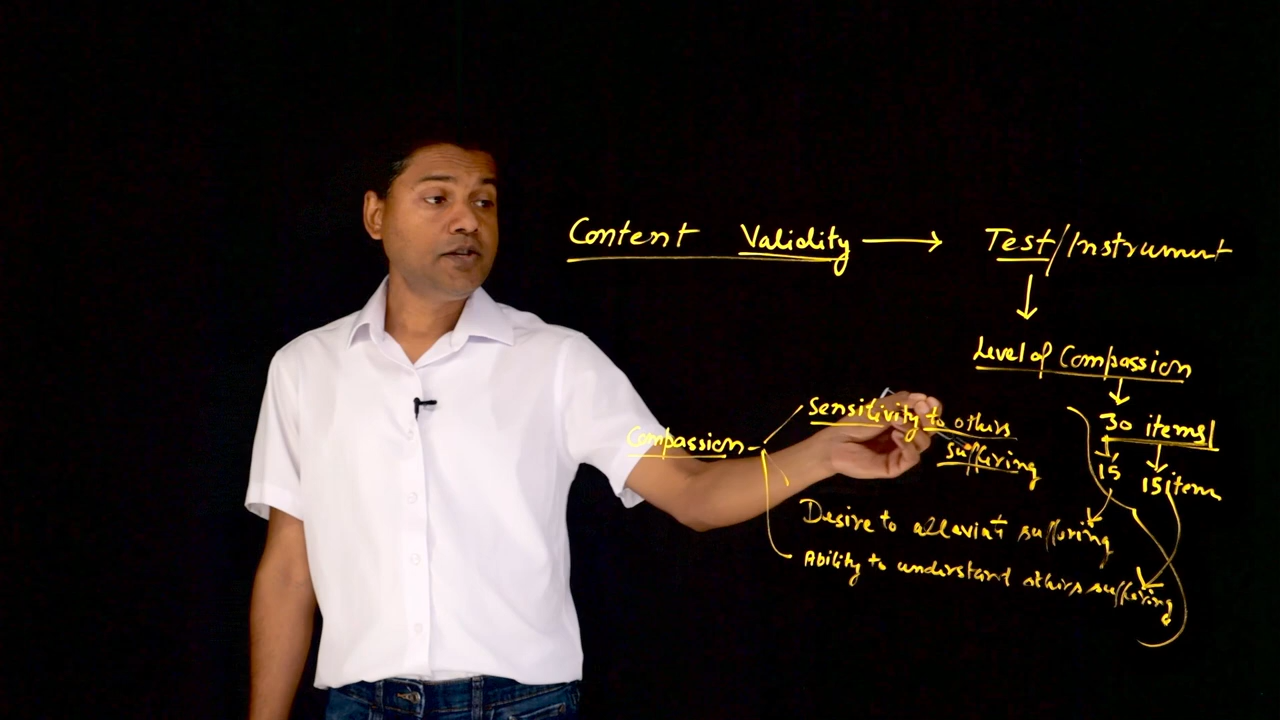 Content Validity → Test/Instrument
Level of Compassion
30 items
15 15 item
Compassion
Sensitivity to others
suffering
Desire to alleviat suffering
Ability to understand others suffering